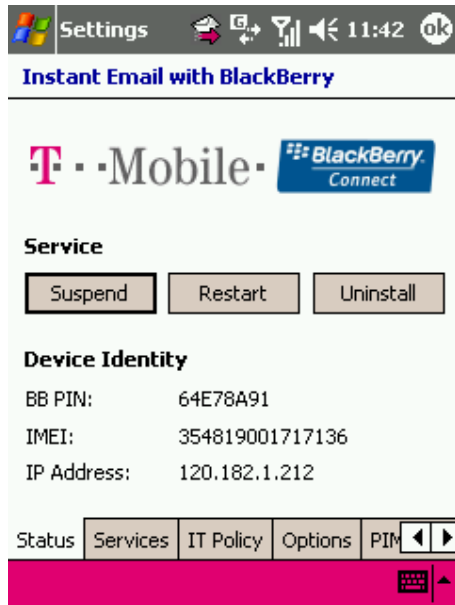 Settings G 11:42 ok
Instant Email with BlackBerry
T · ·Mobile· BlackBerry.
Connect
Service
Suspend Restart Uninstall
Device Identity
BB PIN: 64E78A91
IMEI: 354819001717136
IP Address: 120.182.1.212
Status Services IT Policy Options PIM